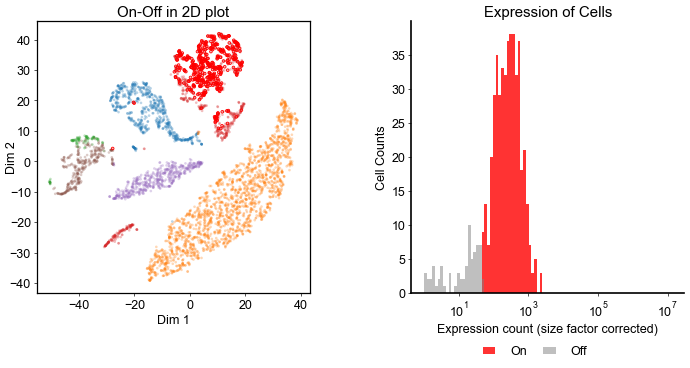 On-Off in 2D plot
40
30
20
10
0
−10
−20
−30
−40
Dim 2
−40 −20 0 20 40
Dim 1
Expression of Cells
35
30
25
20
15
10
5
0
Cell Counts
10^1 10^3 10^5 10^7
Expression count (size factor corrected)
On Off